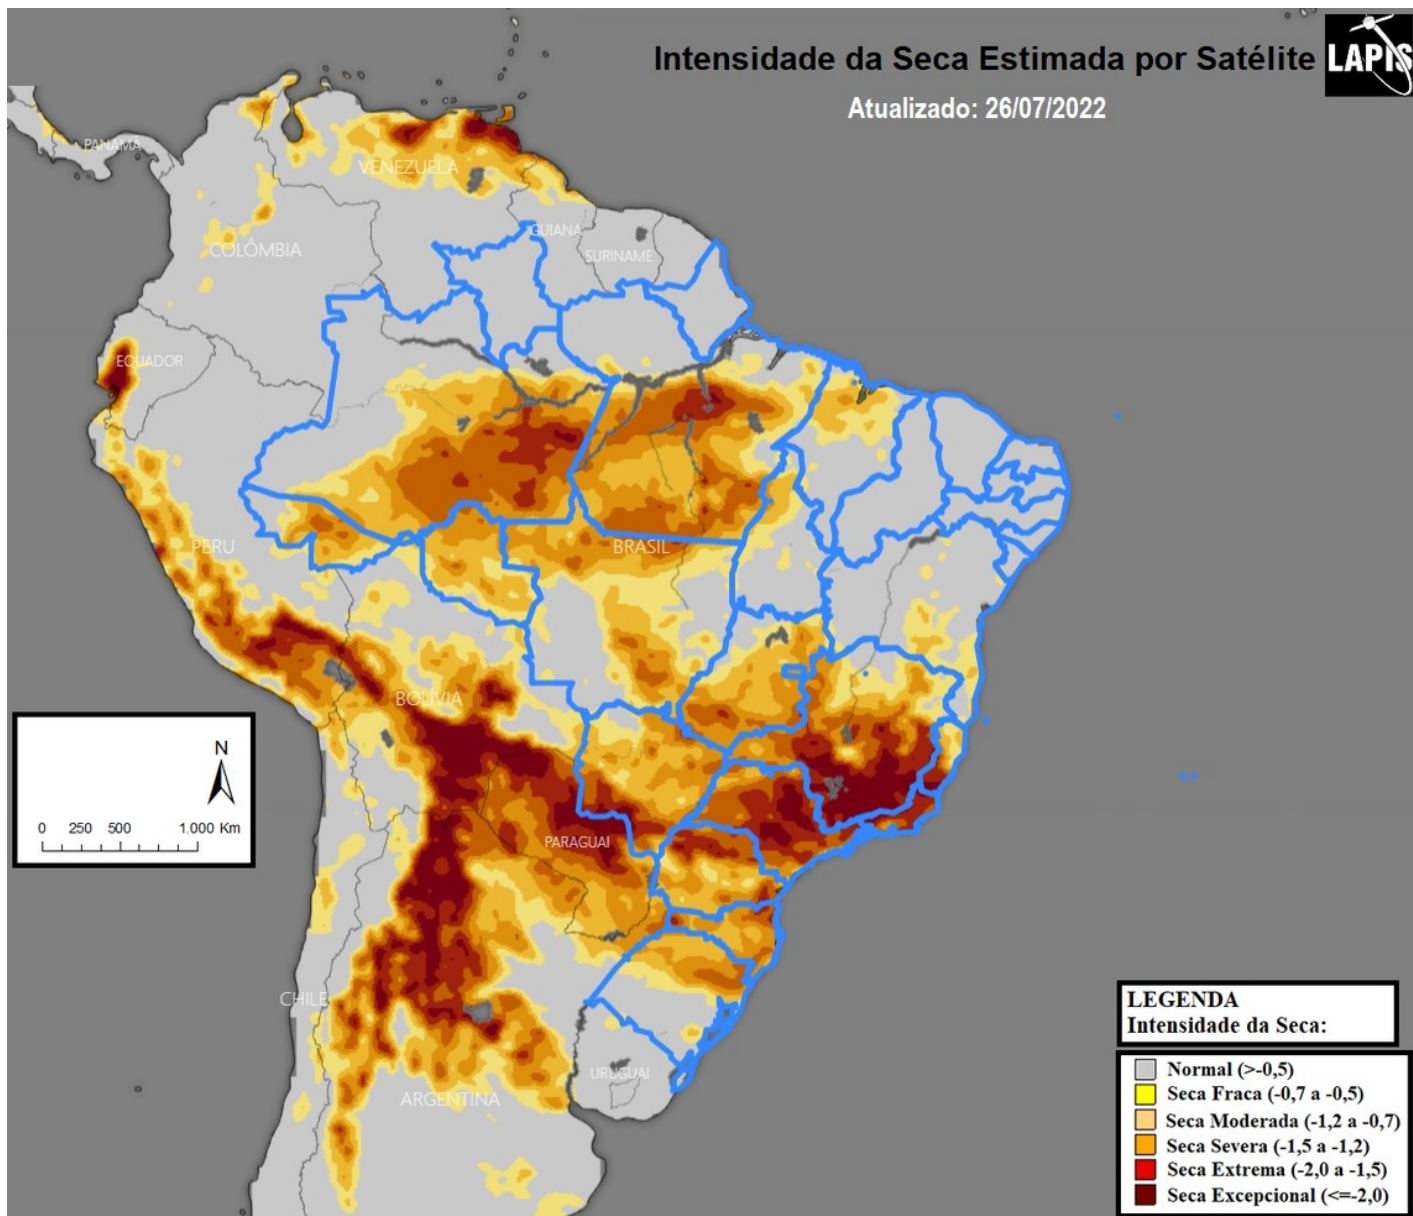 Intensidade da Seca Estimada por Satélite
LAPIS
Atualizado: 26/07/2022
PANAMÁ
VENEZUELA
GUIANA
COLÔMBIA
SURINAME
EQUADOR
PERU
BRASIL
BOLÍVIA
PARAGUAI
CHILE
URUGUAI
ARGENTINA
N
0 250 500 1.000 Km
LEGENDA
Intensidade da Seca:
Normal (>-0,5)
Seca Fraca (-0,7 a -0,5)
Seca Moderada (-1,2 a -0,7)
Seca Severa (-1,5 a -1,2)
Seca Extrema (-2,0 a -1,5)
Seca Excepcional (<=-2,0)